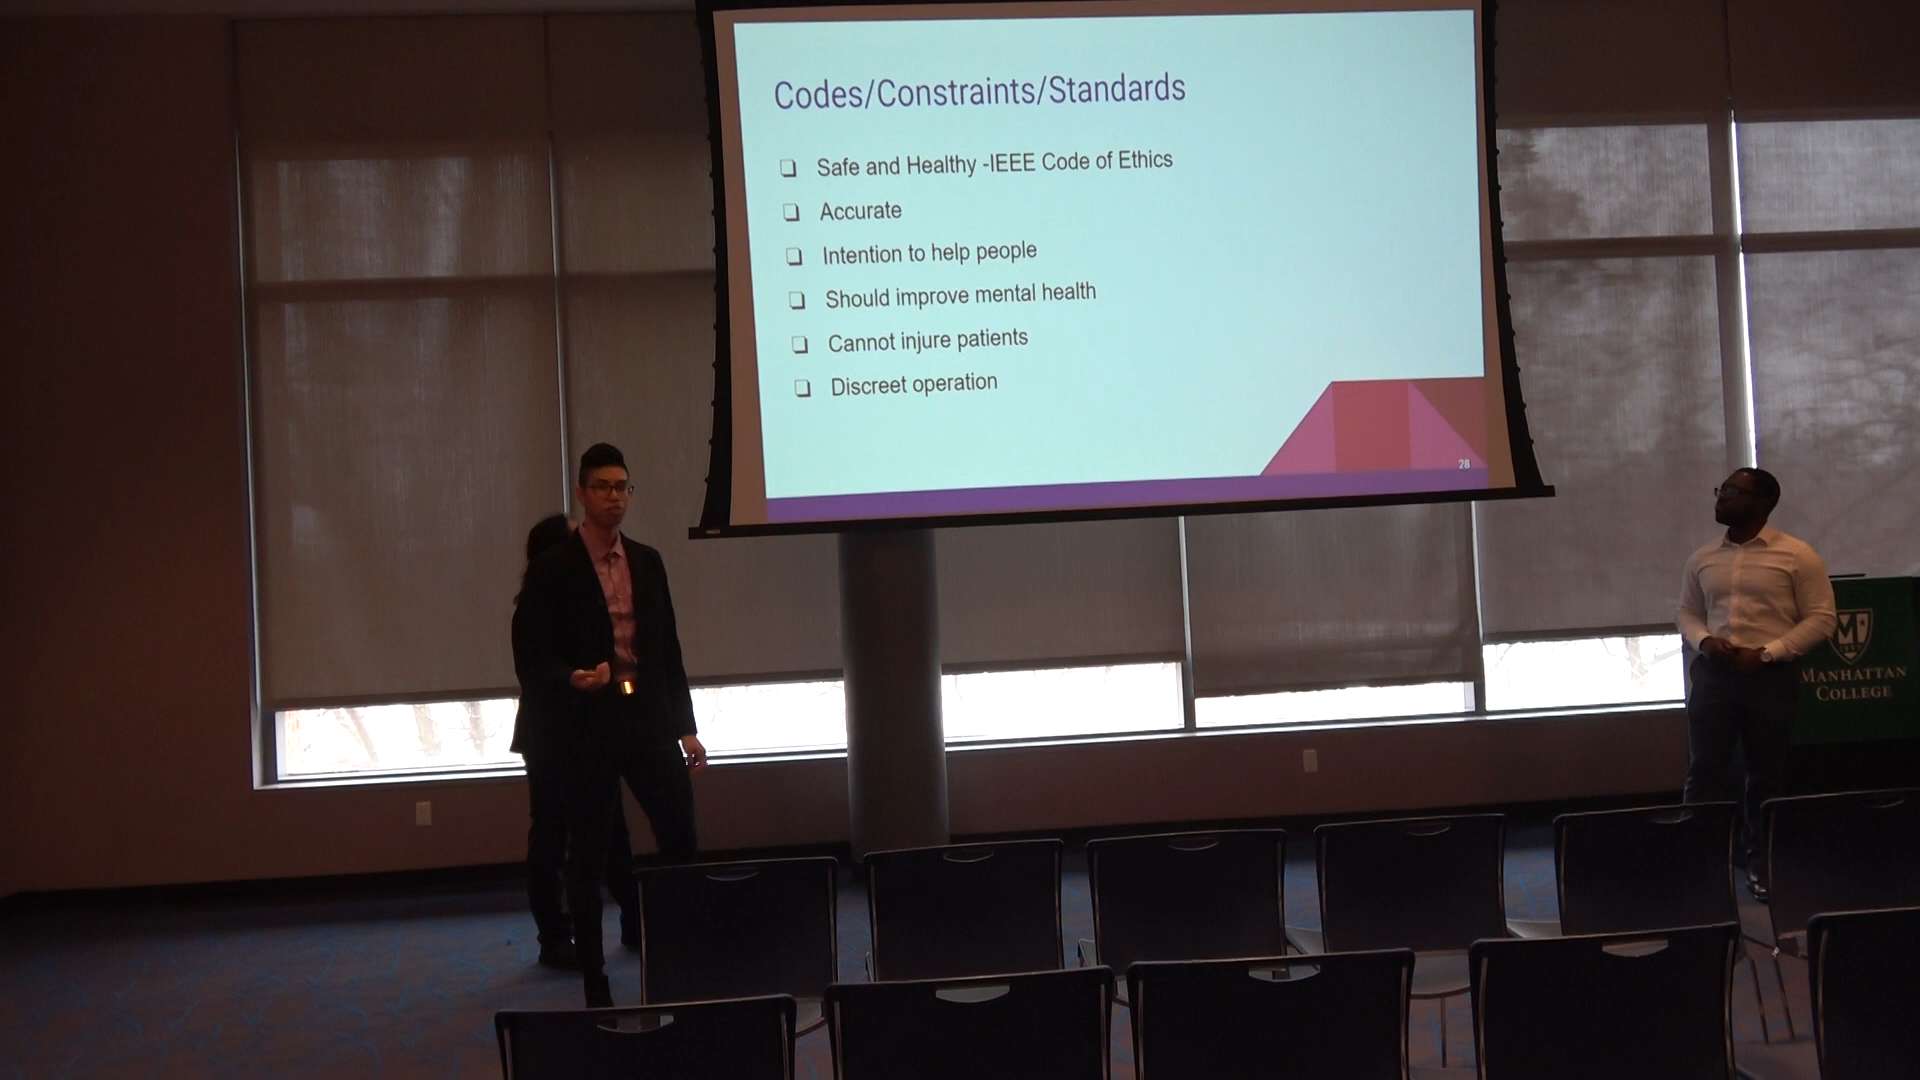 Codes/Constraints/Standards
Safe and Healthy -IEEE Code of Ethics
Accurate
Intention to help people
Should improve mental health
Cannot injure patients
Discreet operation
28
M
MANHATTAN
COLLEGE